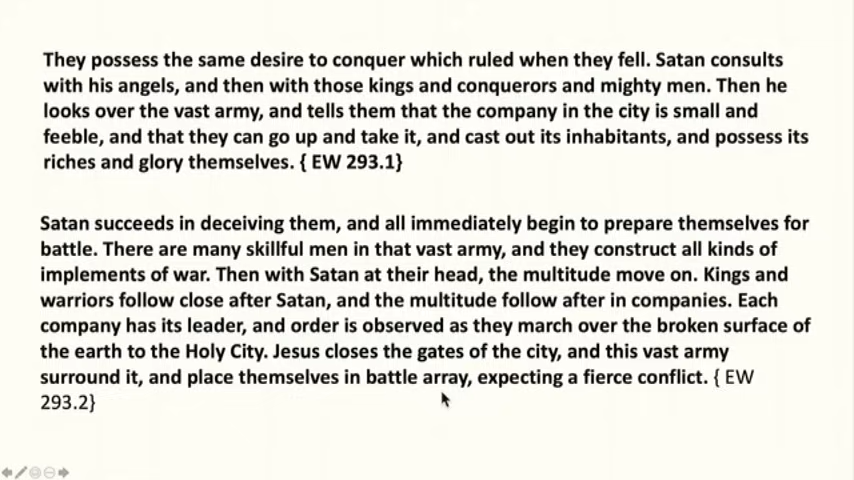 They possess the same desire to conquer which ruled when they fell. Satan consults
with his angels, and then with those kings and conquerors and mighty men. Then he
looks over the vast army, and tells them that the company in the city is small and
feeble, and that they can go up and take it, and cast out its inhabitants, and possess its
riches and glory themselves. { EW 293.1}
Satan succeeds in deceiving them, and all immediately begin to prepare themselves for
battle. There are many skillful men in that vast army, and they construct all kinds of
implements of war. Then with Satan at their head, the multitude move on. Kings and
warriors follow close after Satan, and the multitude follow after in companies. Each
company has its leader, and order is observed as they march over the broken surface of
the earth to the Holy City. Jesus closes the gates of the city, and this vast army
surround it, and place themselves in battle array, expecting a fierce conflict. { EW
293.2}